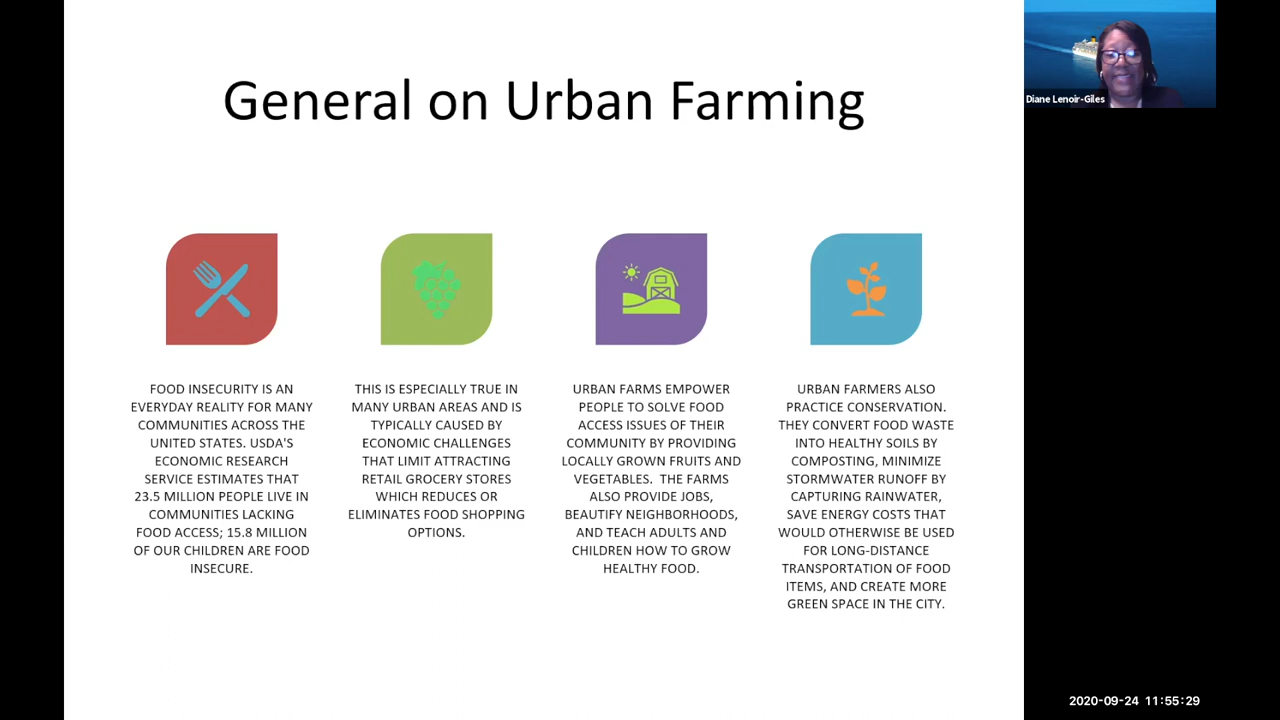 General on Urban Farming
FOOD INSECURITY IS AN
EVERYDAY REALITY FOR MANY
COMMUNITIES ACROSS THE
UNITED STATES. USDA'S
ECONOMIC RESEARCH
SERVICE ESTIMATES THAT
23.5 MILLION PEOPLE LIVE IN
COMMUNITIES LACKING
FOOD ACCESS; 15.8 MILLION
OF OUR CHILDREN ARE FOOD
INSECURE.
THIS IS ESPECIALLY TRUE IN
MANY URBAN AREAS AND IS
TYPICALLY CAUSED BY
ECONOMIC CHALLENGES
THAT LIMIT ATTRACTING
RETAIL GROCERY STORES
WHICH REDUCES OR
ELIMINATES FOOD SHOPPING
OPTIONS.
URBAN FARMS EMPOWER
PEOPLE TO SOLVE FOOD
ACCESS ISSUES OF THEIR
COMMUNITY BY PROVIDING
LOCALLY GROWN FRUITS AND
VEGETABLES. THE FARMS
ALSO PROVIDE JOBS,
BEAUTIFY NEIGHBORHOODS,
AND TEACH ADULTS AND
CHILDREN HOW TO GROW
HEALTHY FOOD.
URBAN FARMERS ALSO
PRACTICE CONSERVATION.
THEY CONVERT FOOD WASTE
INTO HEALTHY SOILS BY
COMPOSTING, MINIMIZE
STORMWATER RUNOFF BY
CAPTURING RAINWATER,
SAVE ENERGY COSTS THAT
WOULD OTHERWISE BE USED
FOR LONG-DISTANCE
TRANSPORTATION OF FOOD
ITEMS, AND CREATE MORE
GREEN SPACE IN THE CITY.
Diane Lenoir-Giles
2020-09-24 11:55:29